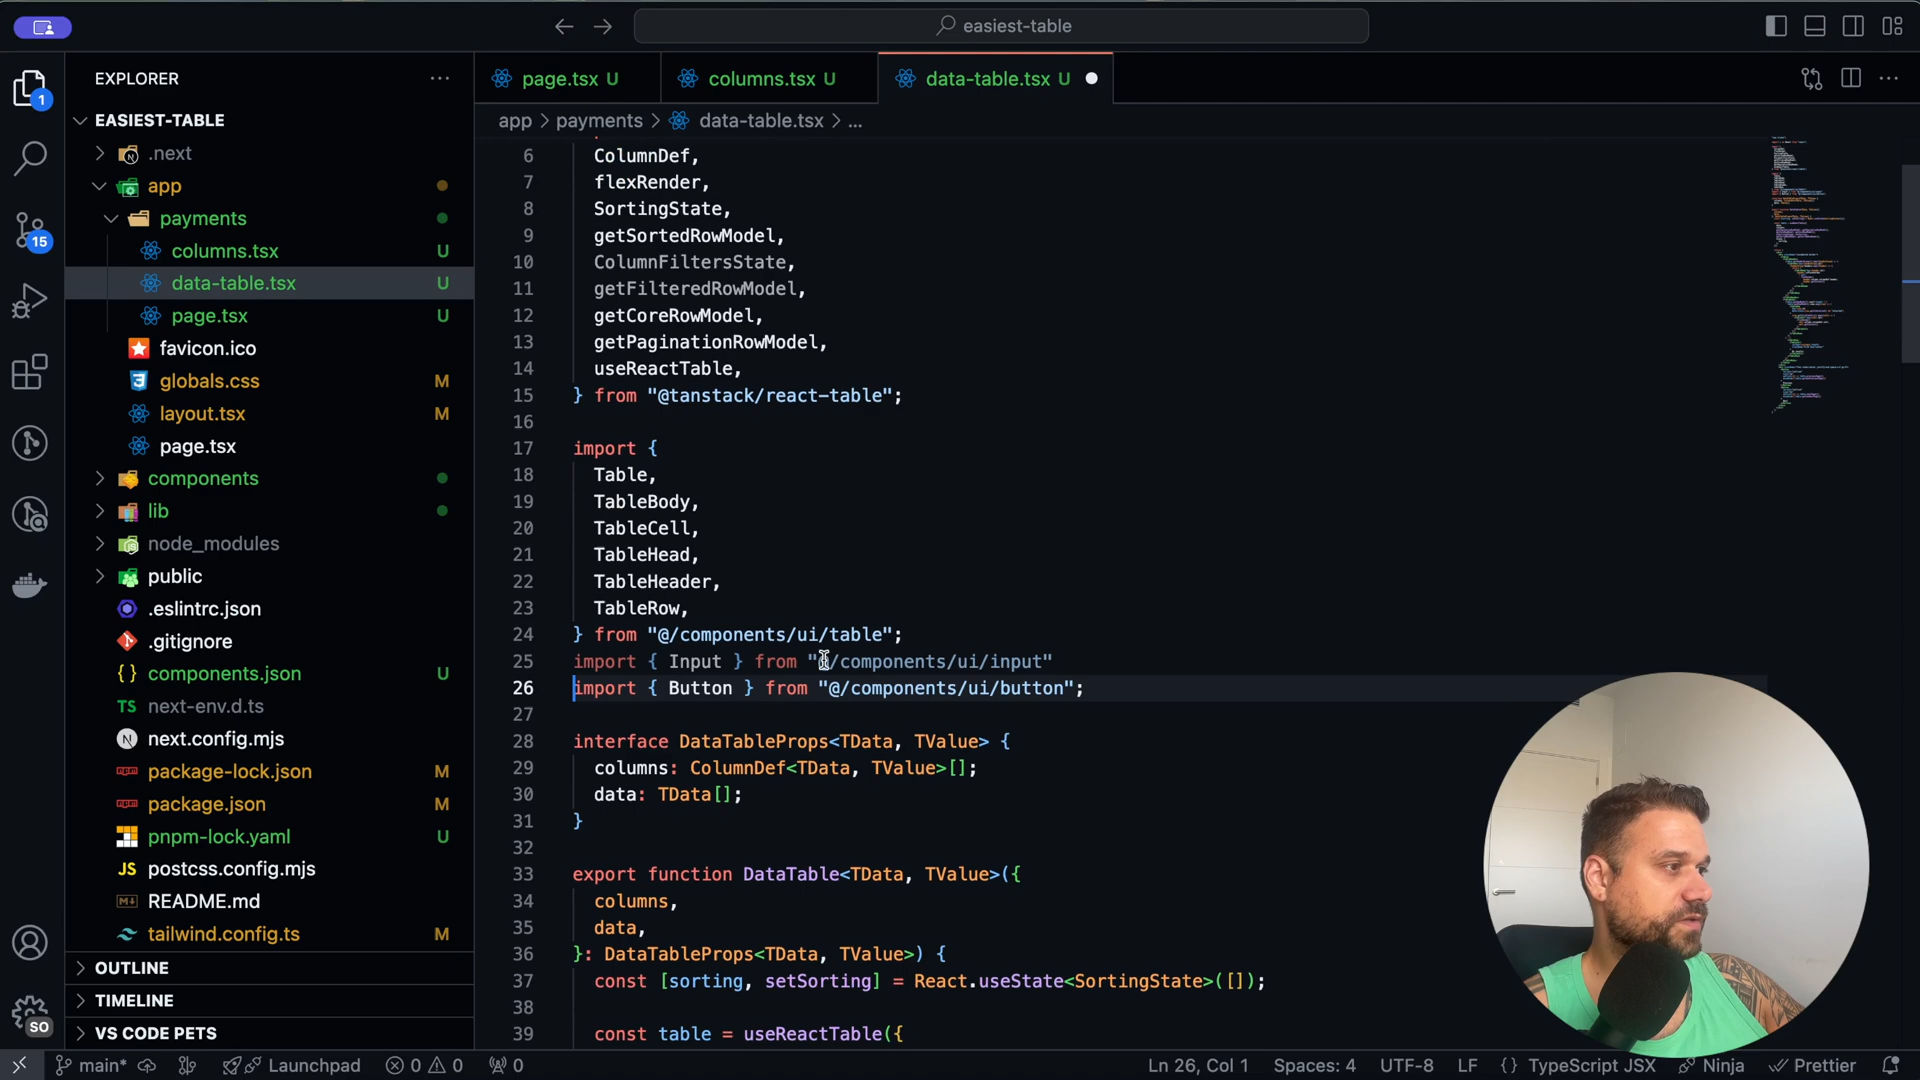 easiest-table
EXPLORER
page.tsx U
columns.tsx U
data-table.tsx U
1
EASIEST-TABLE
app > payments > data-table.tsx > ...
.next
app
payments
columns.tsx U
data-table.tsx U
page.tsx U
favicon.ico
globals.css M
layout.tsx M
page.tsx
components
lib
node_modules
public
.eslintrc.json
.gitignore
components.json U
TS next-env.d.ts
next.config.mjs
package-lock.json M
package.json M
pnpm-lock.yaml U
JS postcss.config.mjs
README.md
tailwind.config.ts M
OUTLINE
TIMELINE
VS CODE PETS
15
SO
6 ColumnDef,
7 flexRender,
8 SortingState,
9 getSortedRowModel,
10 ColumnFiltersState,
11 getFilteredRowModel,
12 getCoreRowModel,
13 getPaginationRowModel,
14 useReactTable,
15 } from "@tanstack/react-table";
16
17 import {
18 Table,
19 TableBody,
20 TableCell,
21 TableHead,
22 TableHeader,
23 TableRow,
24 } from "@/components/ui/table";
25 import { Input } from "@/components/ui/input"
26 import { Button } from "@/components/ui/button";
27
28 interface DataTableProps<TData, TValue> {
29 columns: ColumnDef<TData, TValue>[];
30 data: TData[];
31 }
32
33 export function DataTable<TData, TValue>({
34 columns,
35 data,
36 }: DataTableProps<TData, TValue>) {
37 const [sorting, setSorting] = React.useState<SortingState>([]);
38
39 const table = useReactTable({
main* Launchpad 0 0 0 Ln 26, Col 1 Spaces: 4 UTF-8 LF {} TypeScript JSX Ninja Prettier